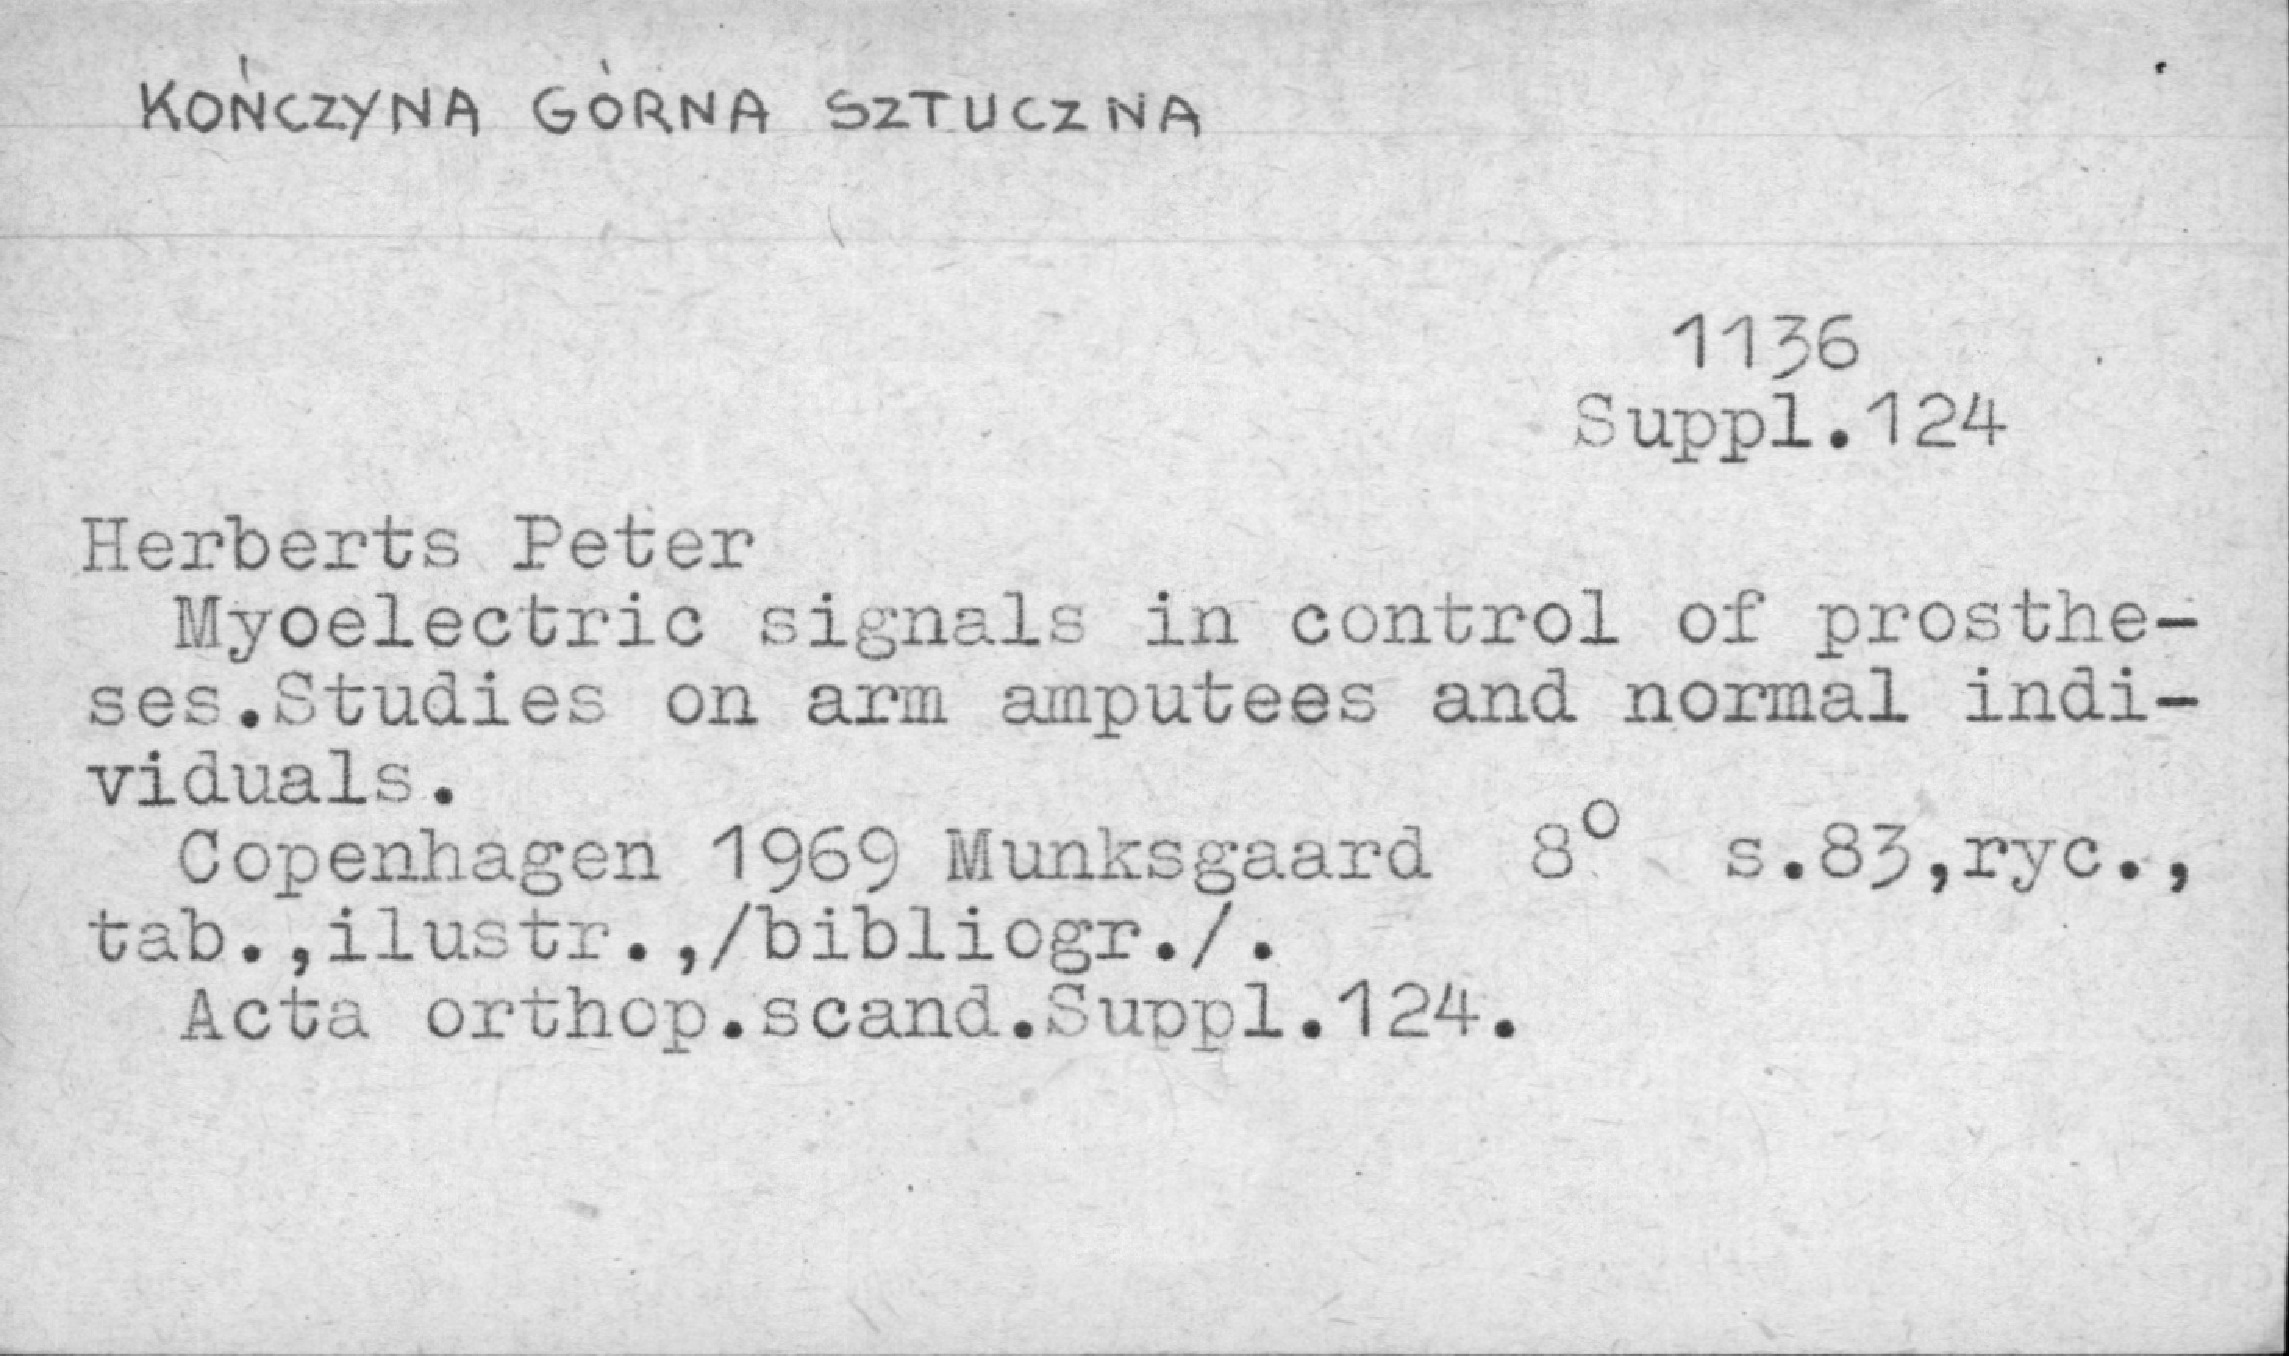 KOŃCZYNA GÓRNA SZTUCZNA
1136
Suppl.124
Herberts Peter
Myoelectric signals in control of prosthe-
ses.Studies on arm amputees and normal indi-
viduals.
Copenhagen 1969 Munksgaard 8° s.83,ryc.,
tab.,ilustr.,/bibliogr./.
Acta orthop.scand.Suppl.124.